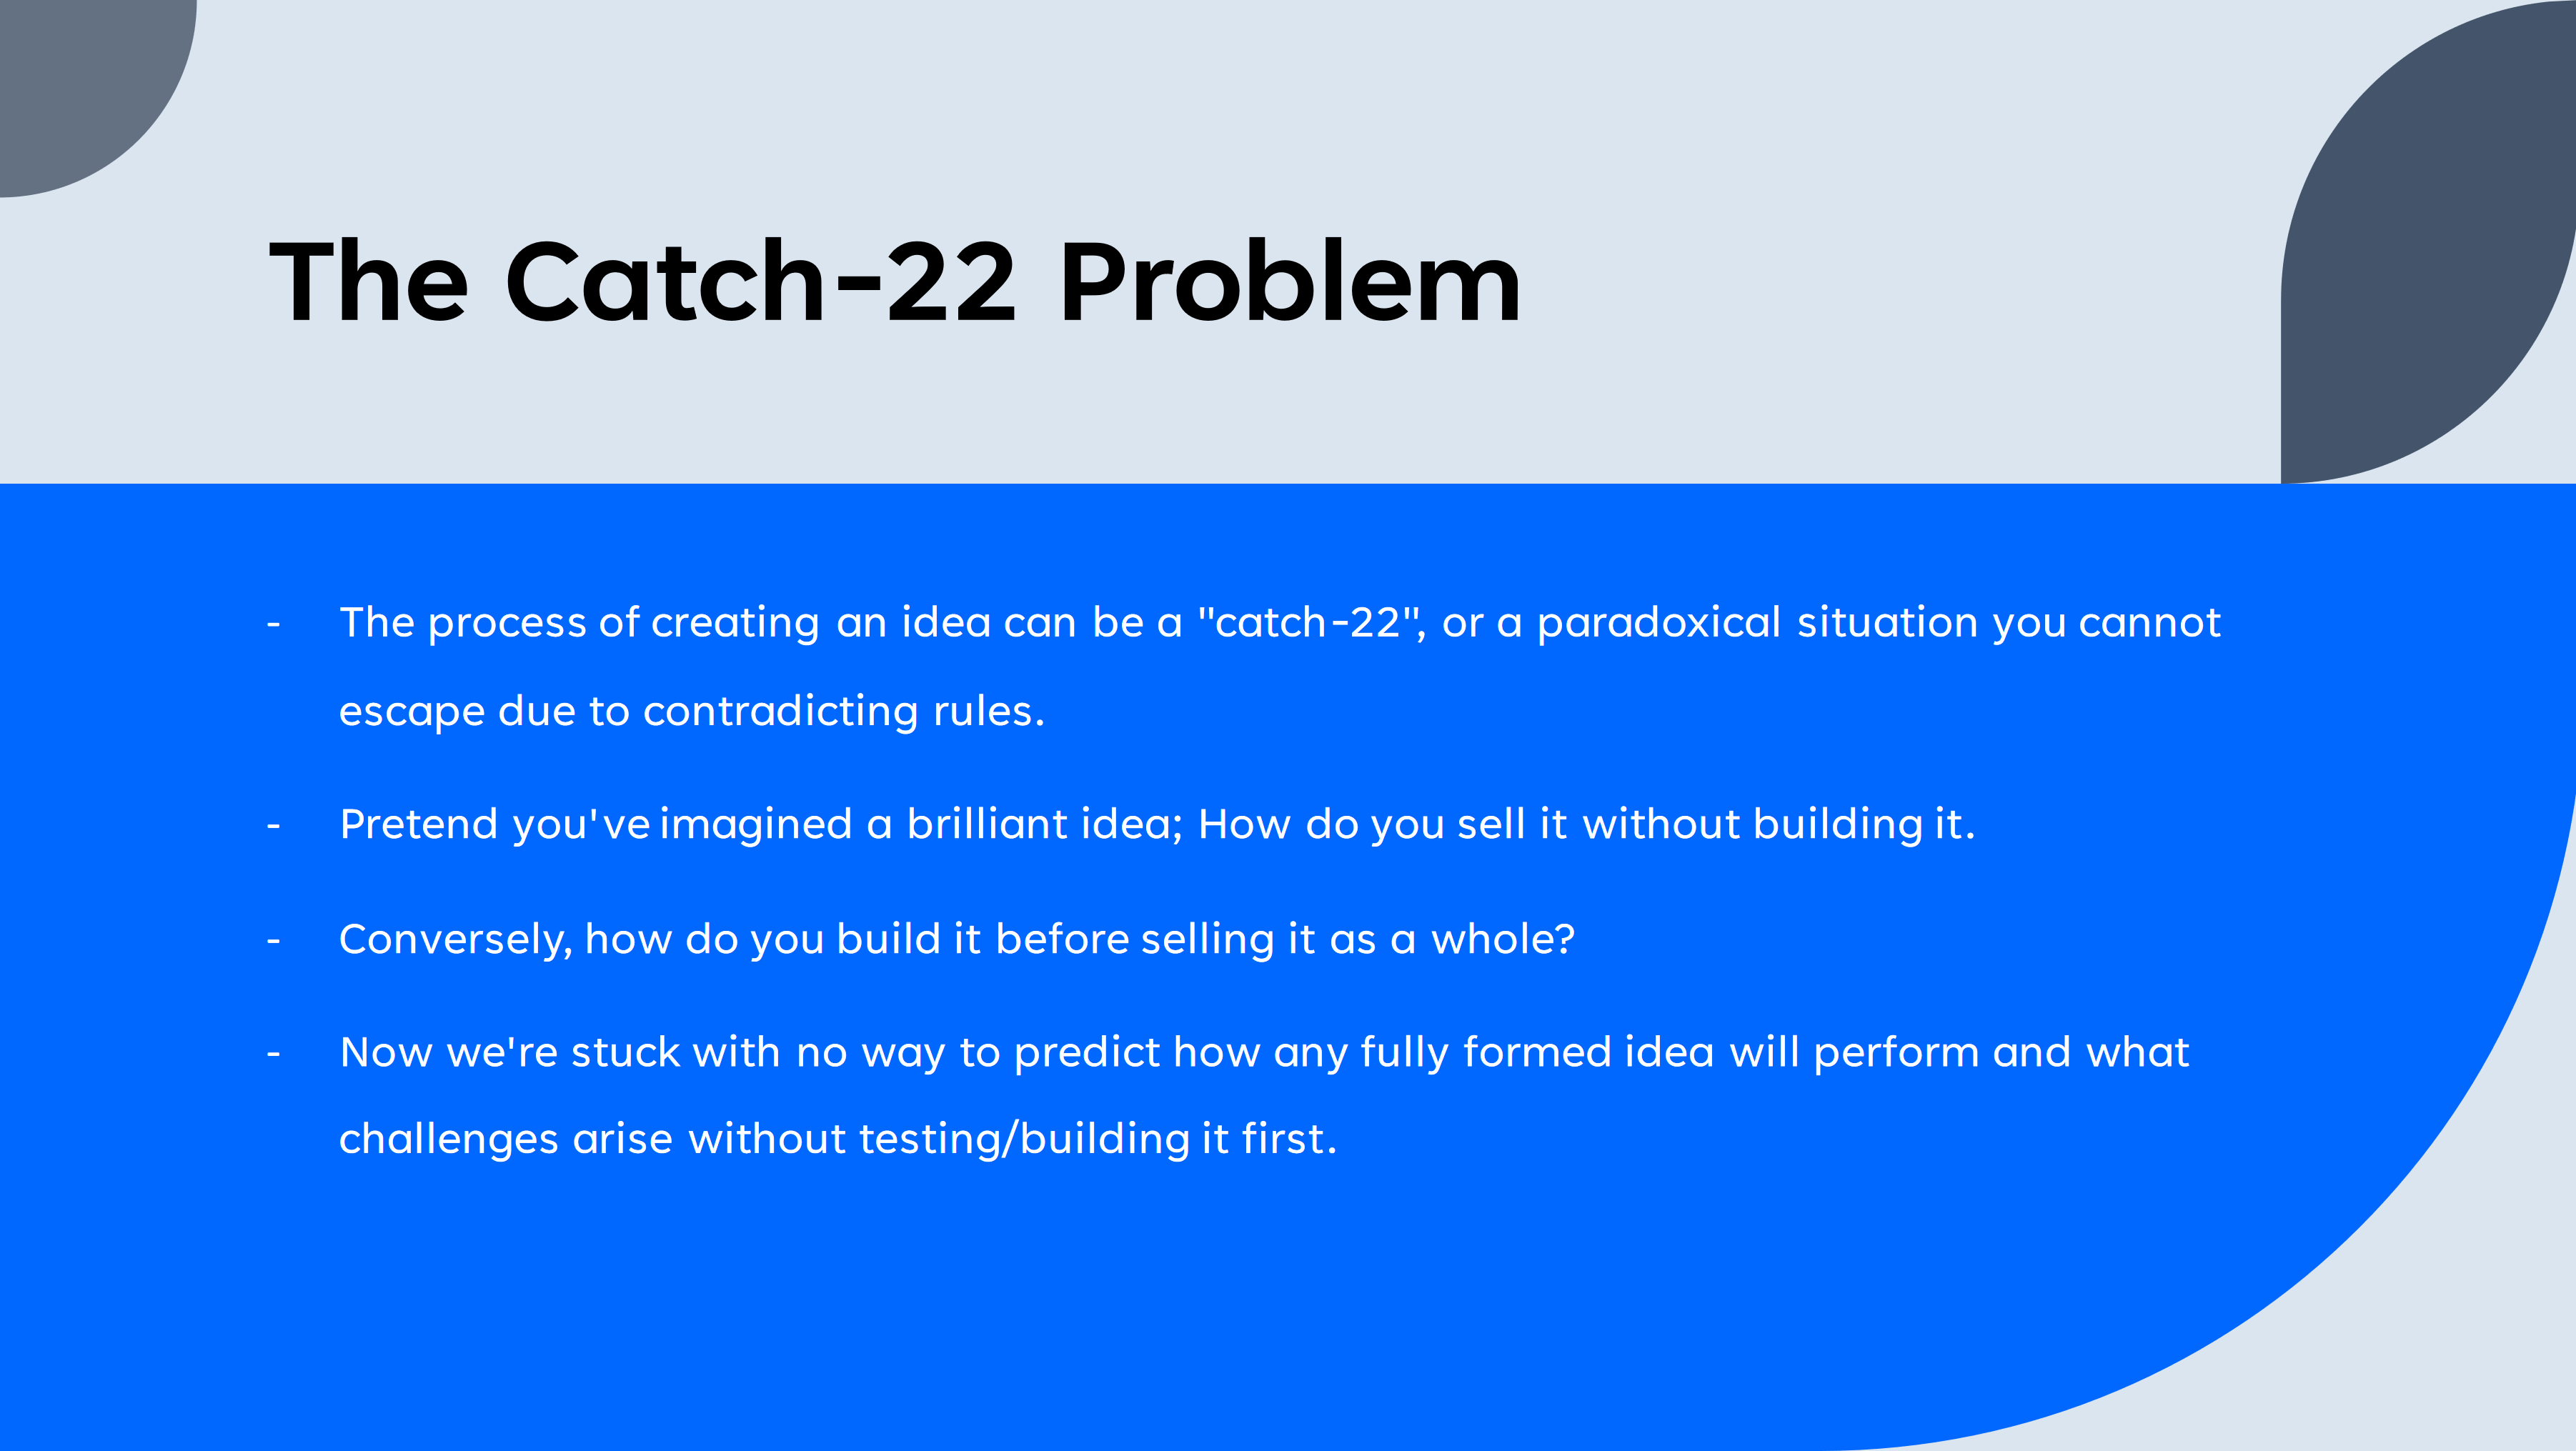 The Catch-22 Problem
- The process of creating an idea can be a "catch-22", or a paradoxical situation you cannot
escape due to contradicting rules.
- Pretend you've imagined a brilliant idea; How do you sell it without building it.
- Conversely, how do you build it before selling it as a whole?
- Now we're stuck with no way to predict how any fully formed idea will perform and what
challenges arise without testing/building it first.